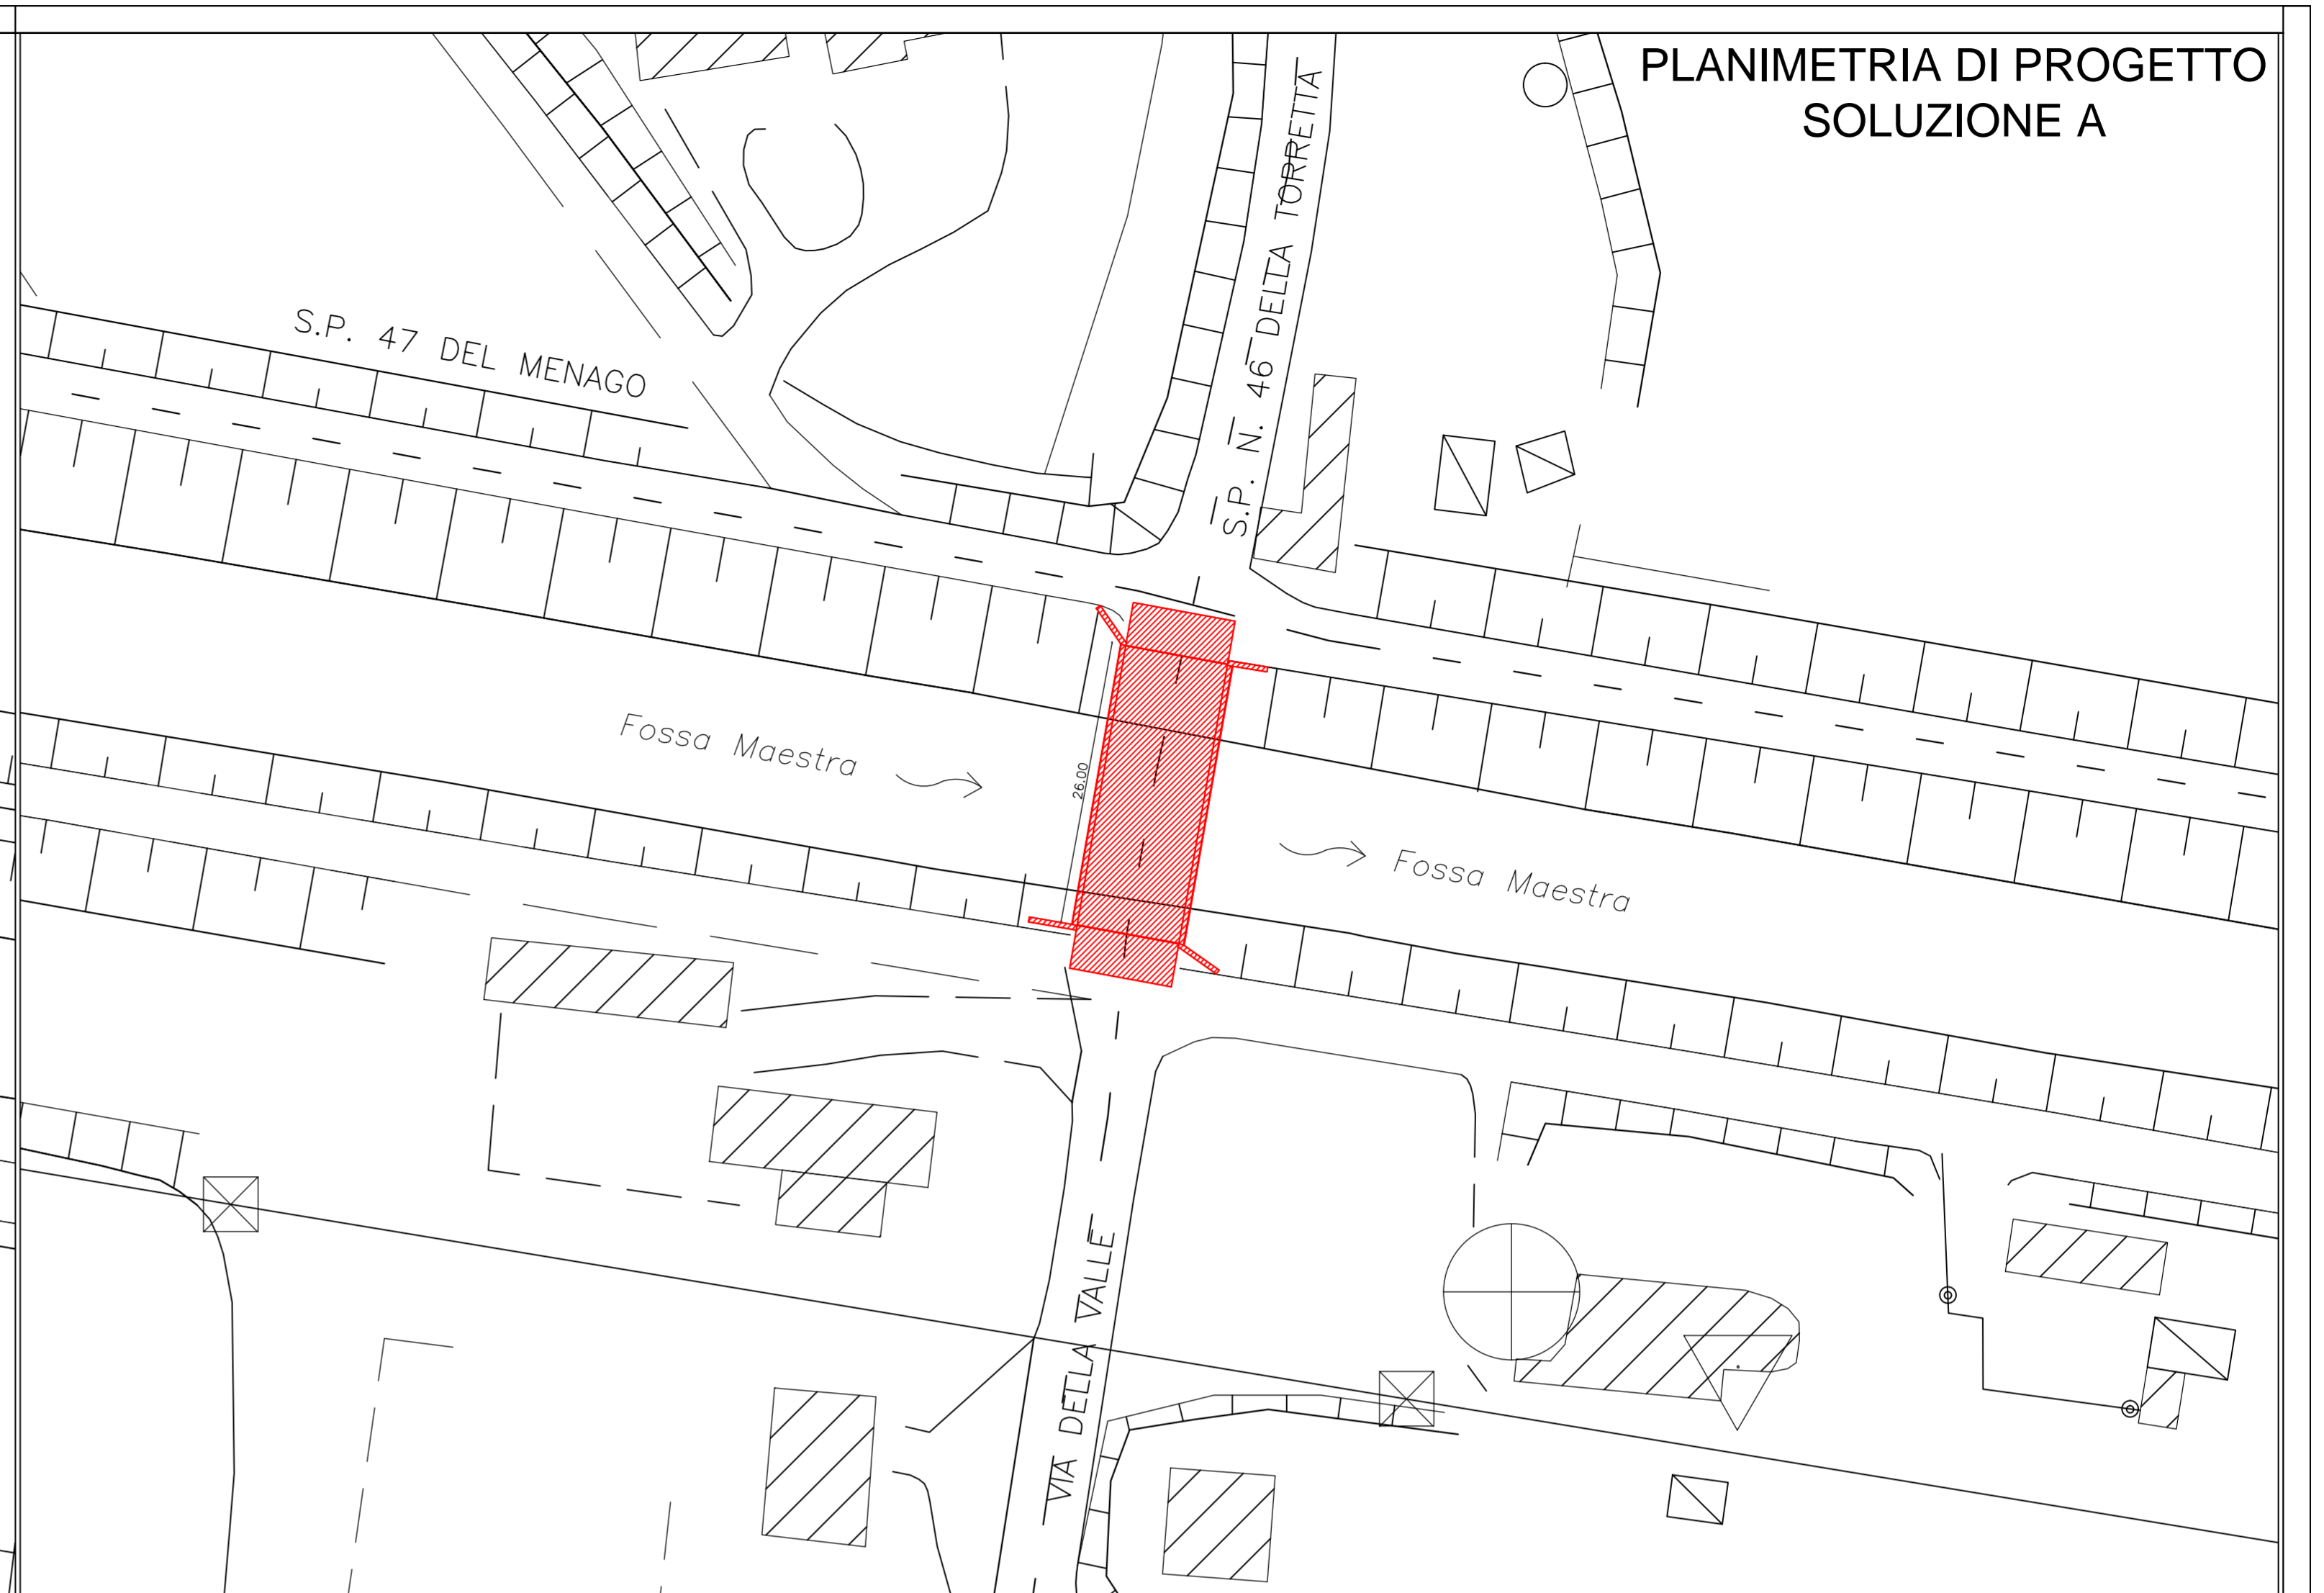 PLANIMETRIA DI PROGETTO
SOLUZIONE A
S.P. 47 DEL MENAGO
S.P. N. 46 DELLA TORRETTA
Fossa Maestra
26.00
Fossa Maestra
VIA DELLA VALLE